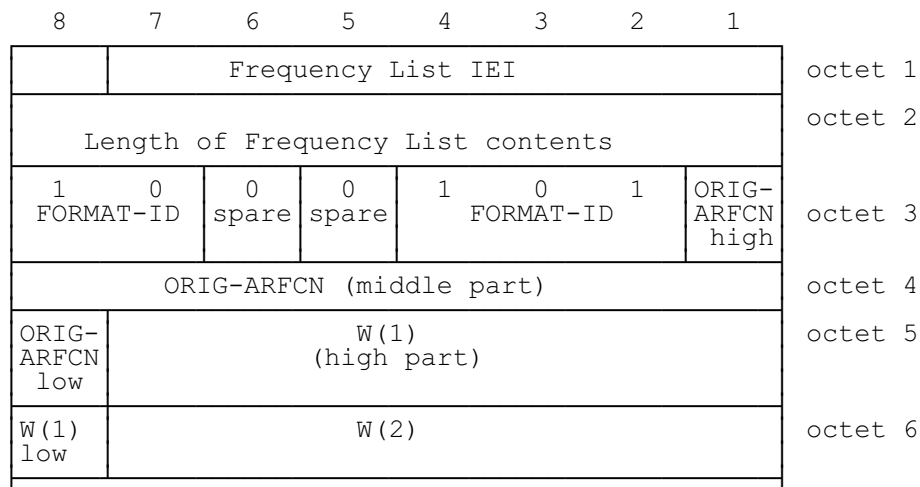 8 7 6 5 4 3 2 1
Frequency List IEI octet 1
octet 2
Length of Frequency List contents
1 0 0 0 1 0 1 ORIG-
FORMAT-ID spare spare FORMAT-ID ARFCN octet 3
high
ORIG-ARFCN (middle part) octet 4
ORIG- W(1) octet 5
ARFCN (high part)
low
W(1) W(2) octet 6
low